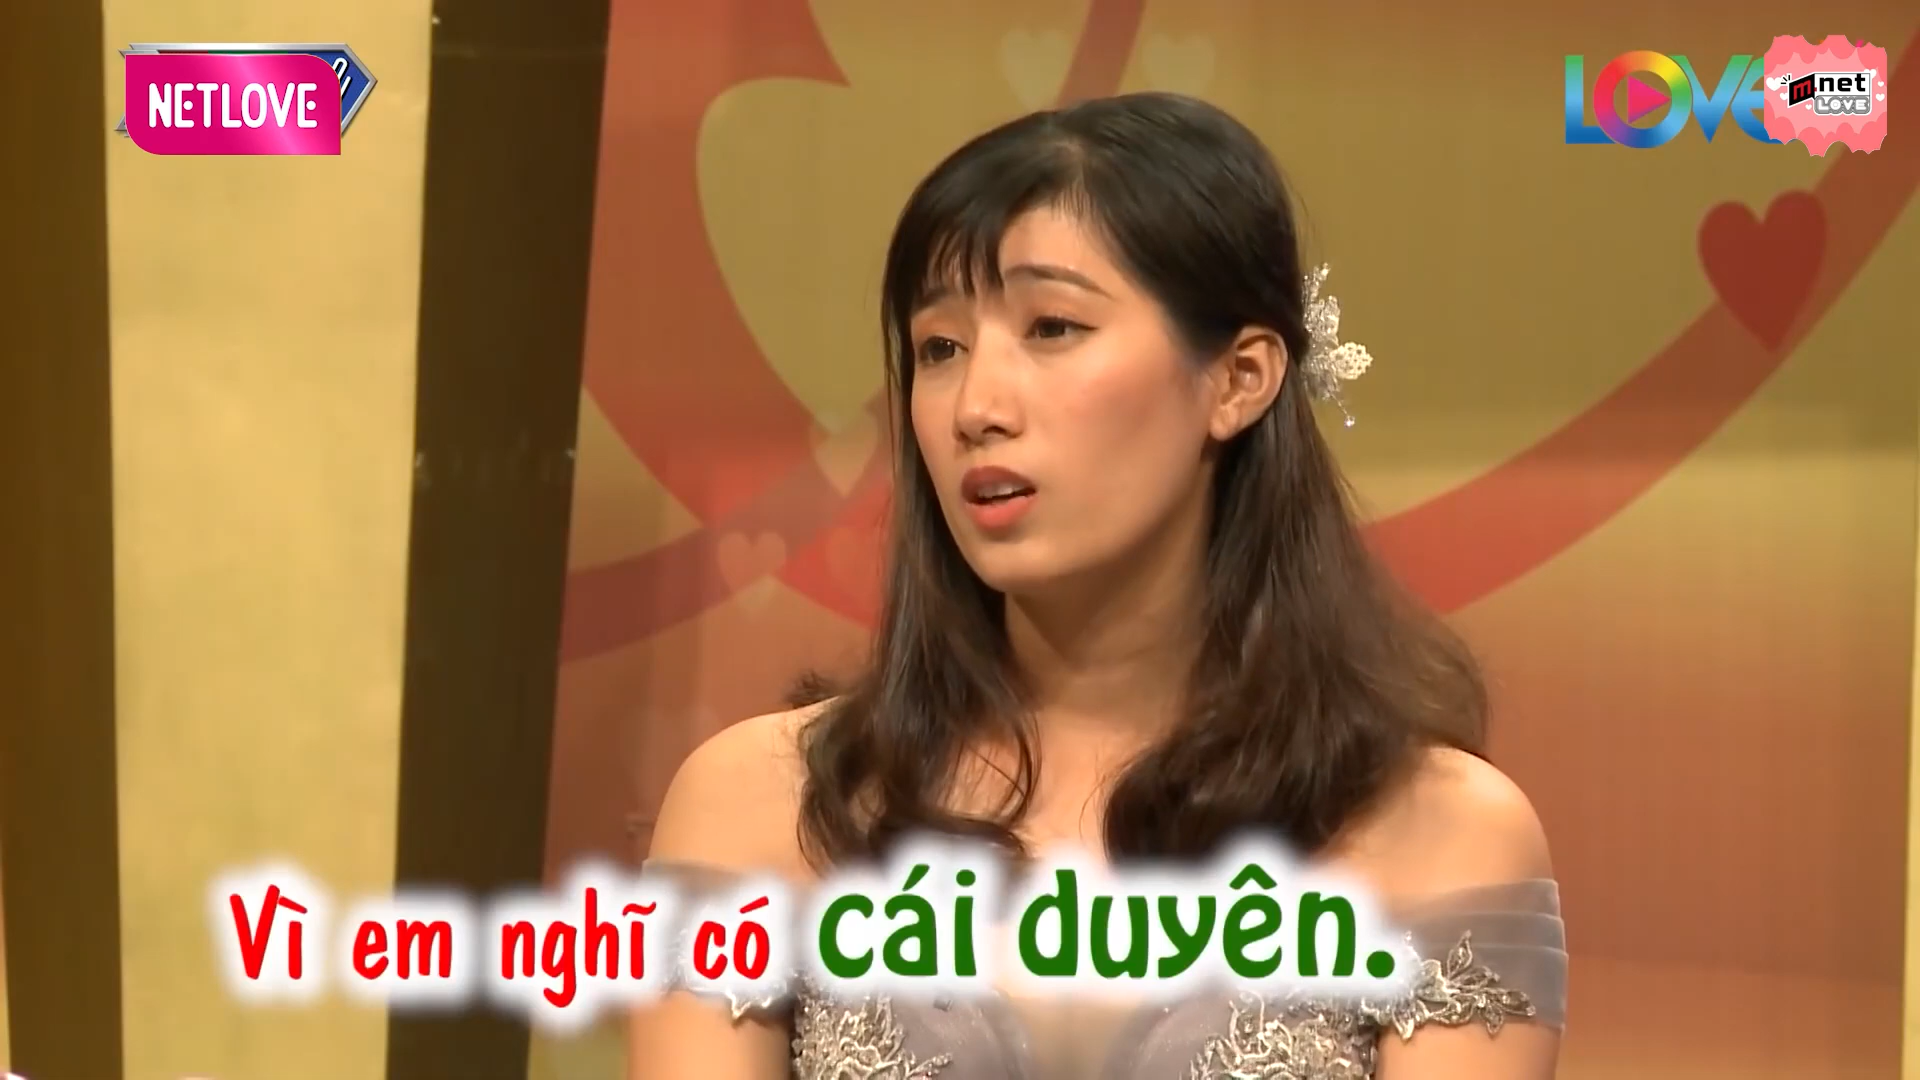 NETLOVE
LOVE
m.net
LOVE
Vì em nghĩ có cái duyên.